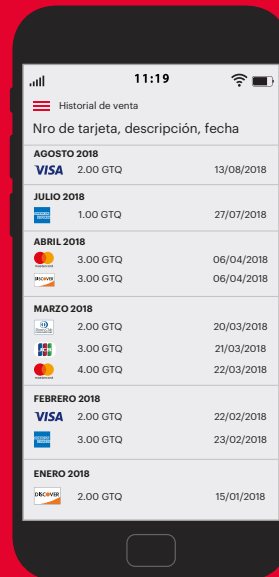 11:19
Historial de venta
Nro de tarjeta, descripción, fecha
AGOSTO 2018
VISA 2.00 GTQ 13/08/2018
JULIO 2018
1.00 GTQ 27/07/2018
ABRIL 2018
mastercard 3.00 GTQ 06/04/2018
DISCOVER 3.00 GTQ 06/04/2018
MARZO 2018
2.00 GTQ 20/03/2018
JCB 3.00 GTQ 21/03/2018
mastercard 4.00 GTQ 22/03/2018
FEBRERO 2018
VISA 2.00 GTQ 22/02/2018
3.00 GTQ 23/02/2018
ENERO 2018
DISCOVER 2.00 GTQ 15/01/2018